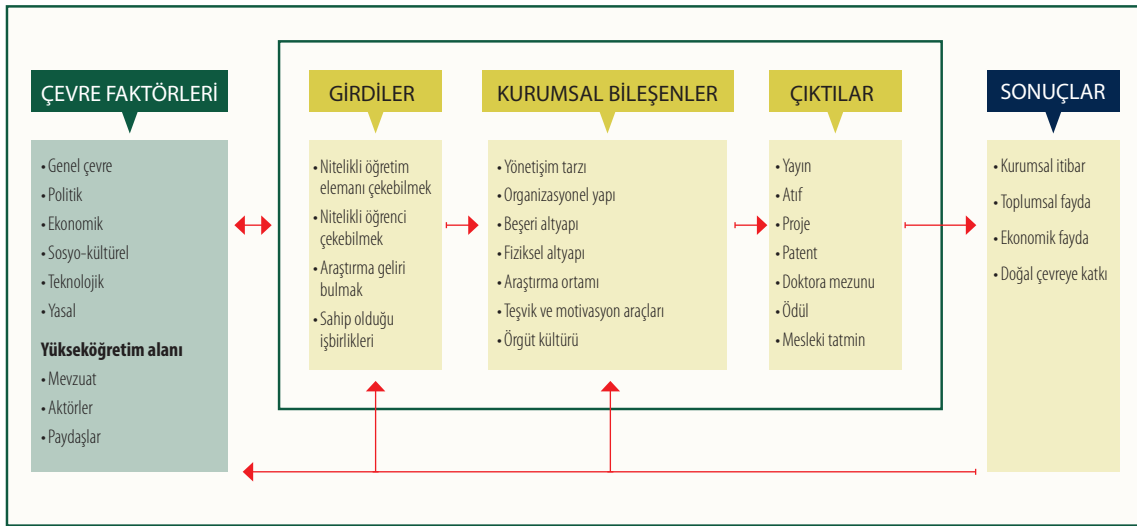 ÇEVRE FAKTÖRLERİ
• Genel çevre
• Politik
• Ekonomik
• Sosyo-kültürel
• Teknolojik
• Yasal
Yükseköğretim alanı
• Mevzuat
• Aktörler
• Paydaşlar
GİRDİLER
• Nitelikli öğretim
elemanı çekebilmek
• Nitelikli öğrenci
çekebilmek
• Araştırma geliri
bulmak
• Sahip olduğu
işbirlikleri
KURUMSAL BİLEŞENLER
• Yönetişim tarzı
• Organizasyonel yapı
• Beşeri altyapı
• Fiziksel altyapı
• Araştırma ortamı
• Teşvik ve motivasyon araçları
• Örgüt kültürü
ÇIKTILAR
• Yayın
• Atıf
• Proje
• Patent
• Doktora mezunu
• Ödül
• Mesleki tatmin
SONUÇLAR
• Kurumsal itibar
• Toplumsal fayda
• Ekonomik fayda
• Doğal çevreye katkı